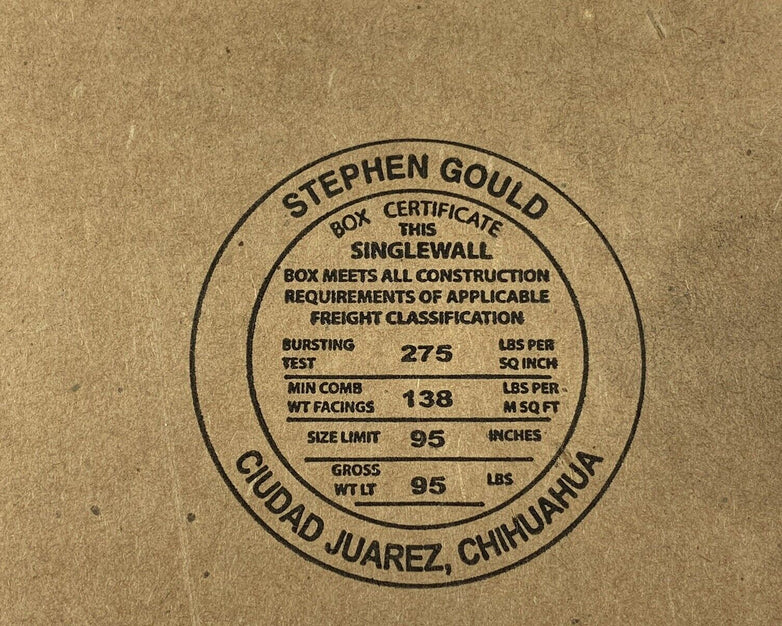 STEPHEN GOULD
BOX CERTIFICATE
THIS
SINGLEWALL
BOX MEETS ALL CONSTRUCTION
REQUIREMENTS OF APPLICABLE
FREIGHT CLASSIFICATION
BURSTING TEST 275 LBS PER SQ INCH
MIN COMB WT FACINGS 138 LBS PER M SQ FT
SIZE LIMIT 95 INCHES
GROSS WT LT 95 LBS
CIUDAD JUAREZ, CHIHUAHUA